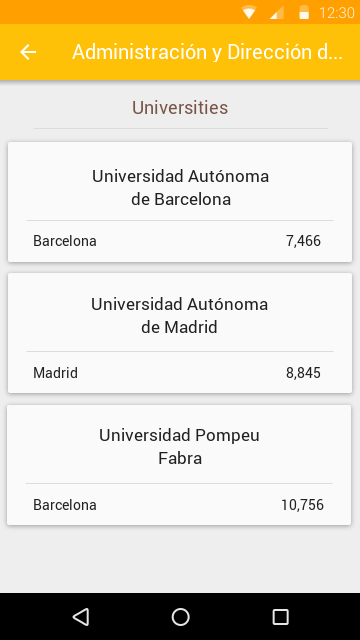 12:30
Administración y Dirección d...
Universities
Universidad Autónoma
de Barcelona
Barcelona 7,466
Universidad Autónoma
de Madrid
Madrid 8,845
Universidad Pompeu
Fabra
Barcelona 10,756